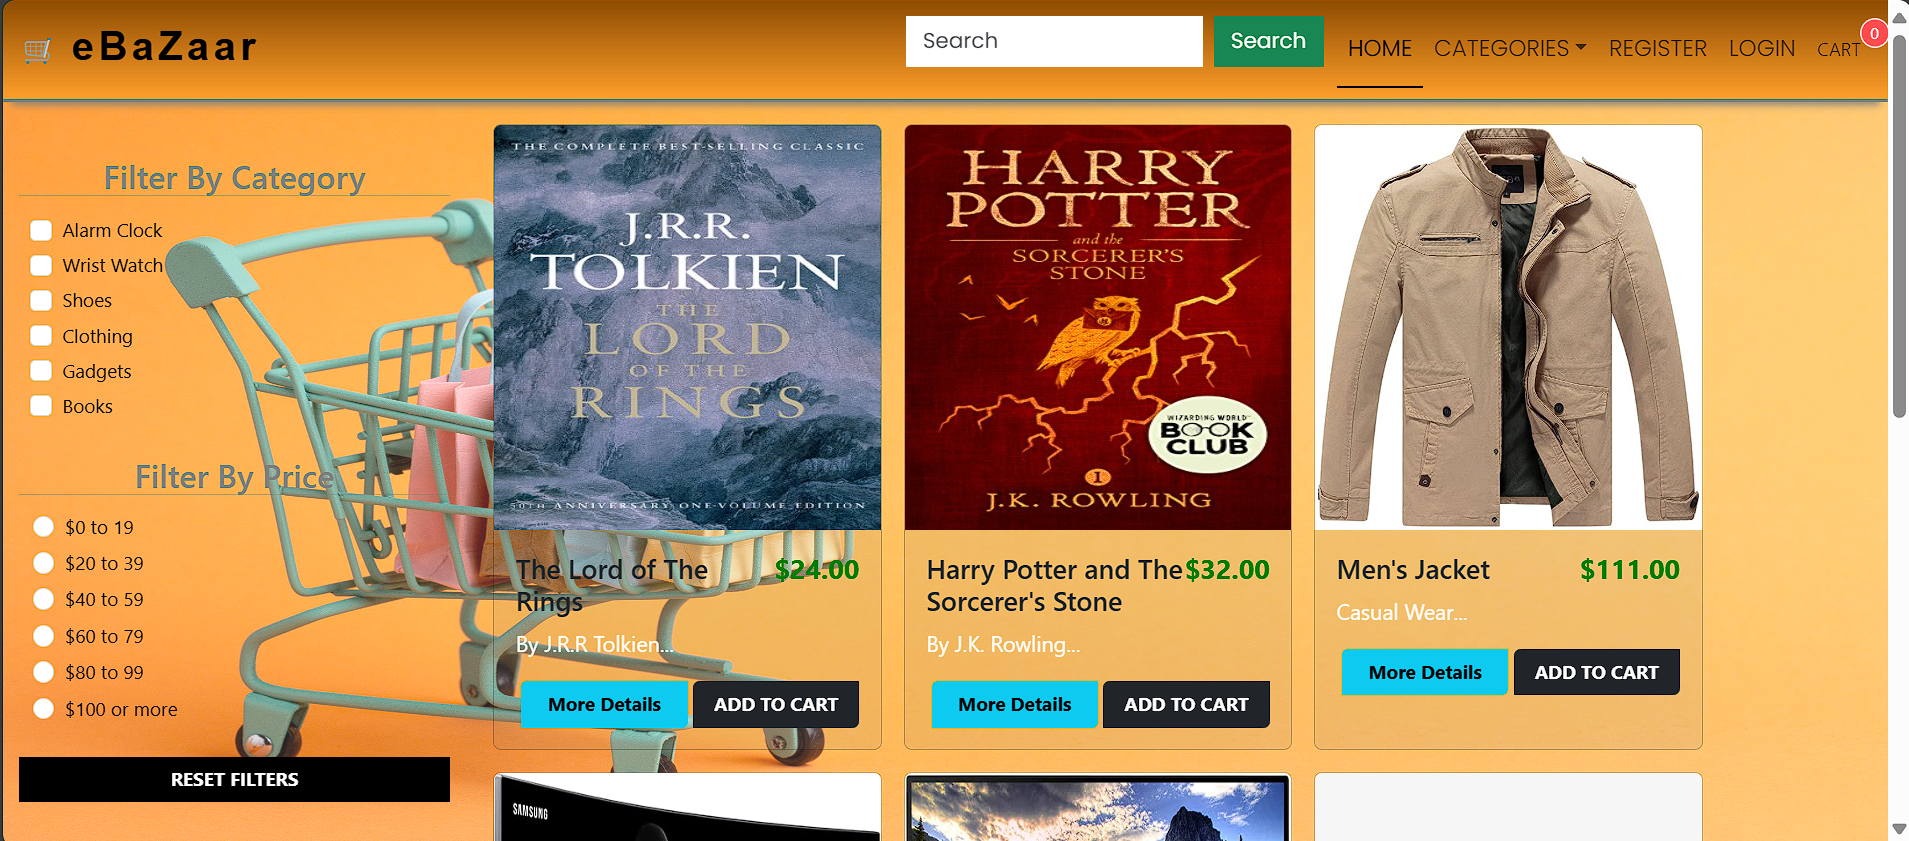 eBaZaar
Search
Search
HOME
CATEGORIES
REGISTER
LOGIN
CART
0
Filter By Category
Alarm Clock
Wrist Watch
Shoes
Clothing
Gadgets
Books
Filter By Price
$0 to 19
$20 to 39
$40 to 59
$60 to 79
$80 to 99
$100 or more
RESET FILTERS
THE COMPLETE BEST-SELLING CLASSIC
J.R.R.
TOLKIEN
THE
LORD
OF THE
RINGS
50TH ANNIVERSARY ONE-VOLUME EDITION
The Lord of The
Rings
$24.00
By J.R.R Tolkien...
More Details
ADD TO CART
HARRY
POTTER
and the
SORCERER'S
STONE
WIZARDING WORLD
BOOK
CLUB
1
J.K. ROWLING
Harry Potter and The
Sorcerer's Stone
$32.00
By J.K. Rowling...
More Details
ADD TO CART
Men's Jacket
$111.00
Casual Wear...
More Details
ADD TO CART
SAMSUNG